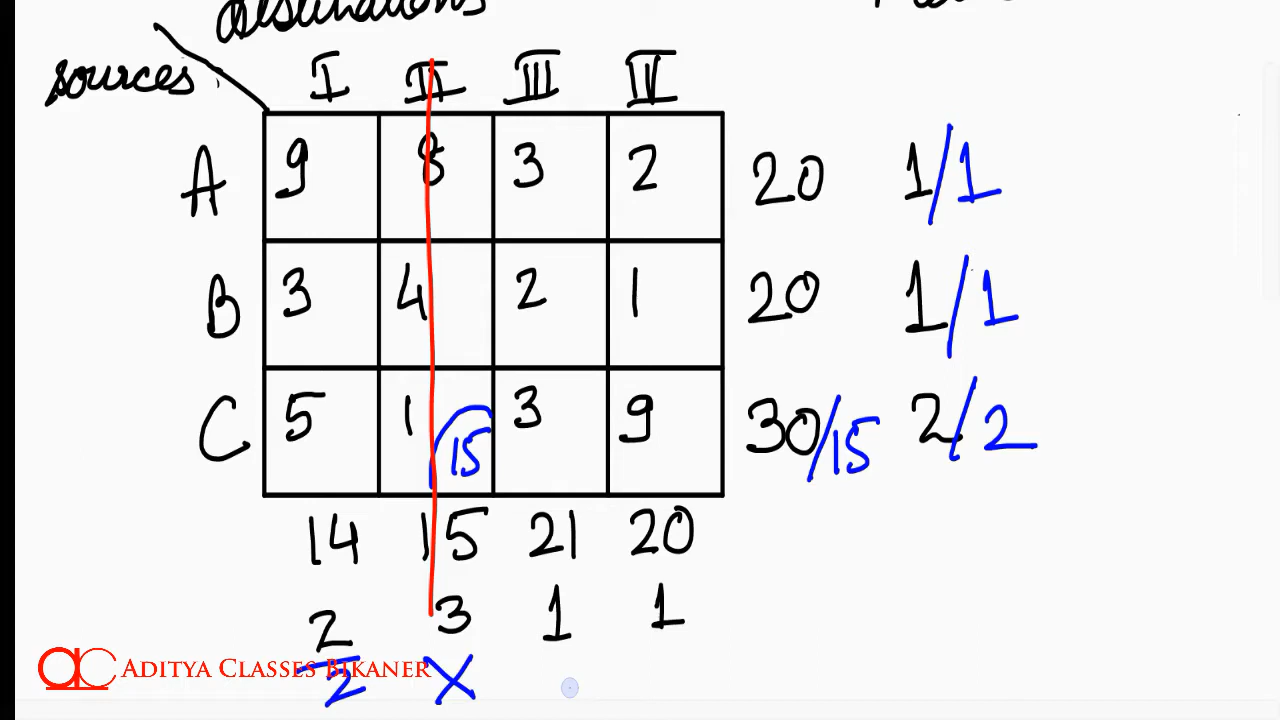 destinations
sources
I II III IV
A 9 8 3 2 20 1/1
B 3 4 2 1 20 1/1
C 5 1 15 3 9 30/15 2/2
14 15 21 20
2 3 1 1
2 X
ADITYA CLASSES BIKANER